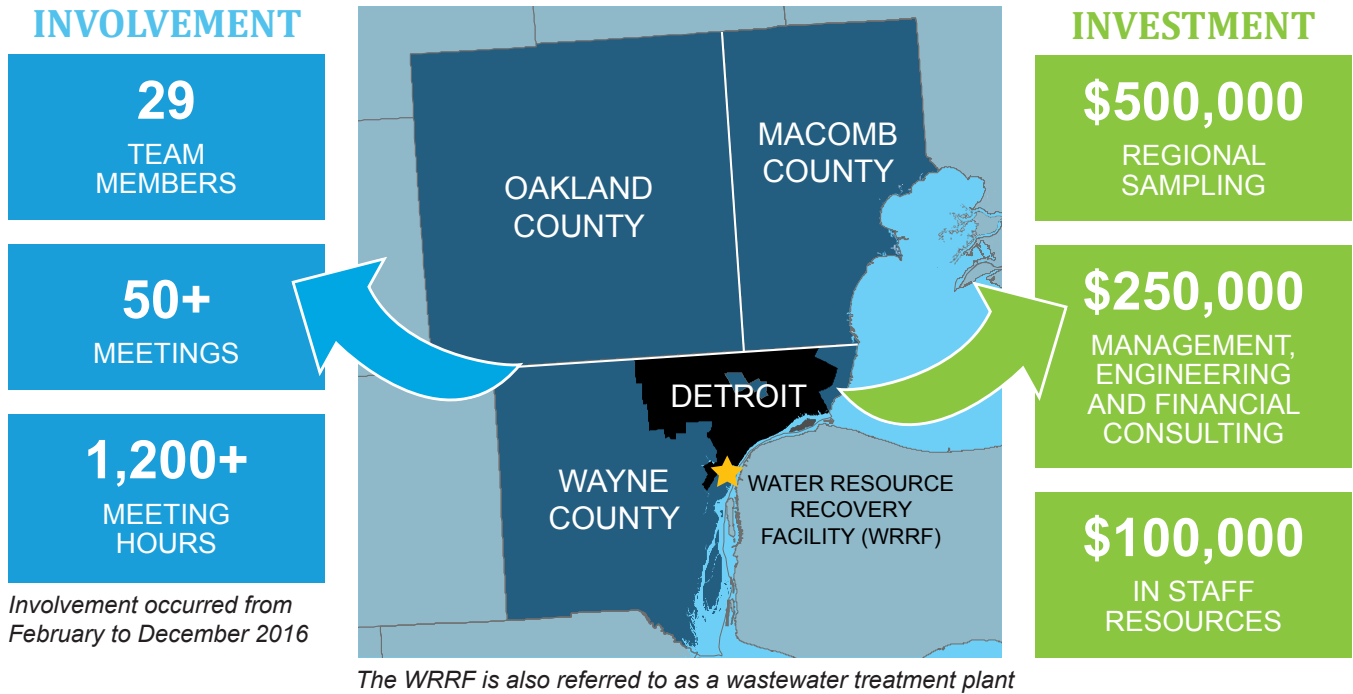 INVOLVEMENT
29
TEAM
MEMBERS
50+
MEETINGS
1,200+
MEETING
HOURS
Involvement occurred from
February to December 2016
OAKLAND
COUNTY
MACOMB
COUNTY
DETROIT
WAYNE
COUNTY
WATER RESOURCE
RECOVERY
FACILITY (WRRF)
The WRRF is also referred to as a wastewater treatment plant
INVESTMENT
$500,000
REGIONAL
SAMPLING
$250,000
MANAGEMENT,
ENGINEERING
AND FINANCIAL
CONSULTING
$100,000
IN STAFF
RESOURCES